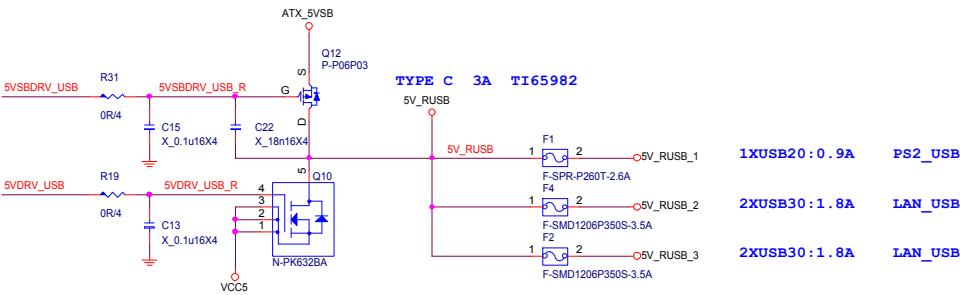 ATX_5VSB
Q12
P-P06P03
S
G
D
R31
5VSBDRV_USB
5VSBDRV_USB_R
0R/4
C15
X_0.1u16X4
C22
X_18n16X4
TYPE C 3A TI65982
5V_RUSB
5V_RUSB
F1
1 2
5V_RUSB_1
1XUSB20:0.9A PS2_USB
F-SPR-P260T-2.6A
R19
5VDRV_USB
5VDRV_USB_R
0R/4
C13
X_0.1u16X4
5
Q10
4
3
2
1
N-PK632BA
VCC5
F4
1 2
5V_RUSB_2
2XUSB30:1.8A LAN_USB
F-SMD1206P350S-3.5A
F2
1 2
5V_RUSB_3
2XUSB30:1.8A LAN_USB
F-SMD1206P350S-3.5A